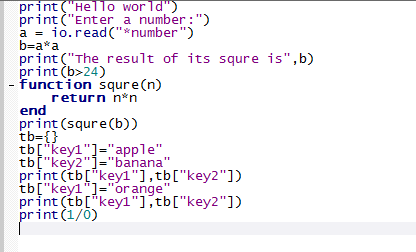 print("Hello world")
print("Enter a number:")
a = io.read("*number")
b=a*a
print("The result of its squre is",b)
print(b>24)
function squre(n)
    return n*n
end
print(squre(b))
tb={}
tb["key1"]="apple"
tb["key2"]="banana"
print(tb["key1"],tb["key2"])
tb["key1"]="orange"
print(tb["key1"],tb["key2"])
print(1/0)